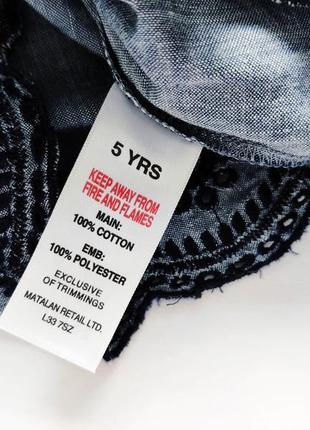 5 YRS
KEEP AWAY FROM
FIRE AND FLAMES
MAIN:
100% COTTON
EMB:
100% POLYESTER
EXCLUSIVE
OF TRIMMINGS
MATALAN RETAIL LTD.
L33 7SZ